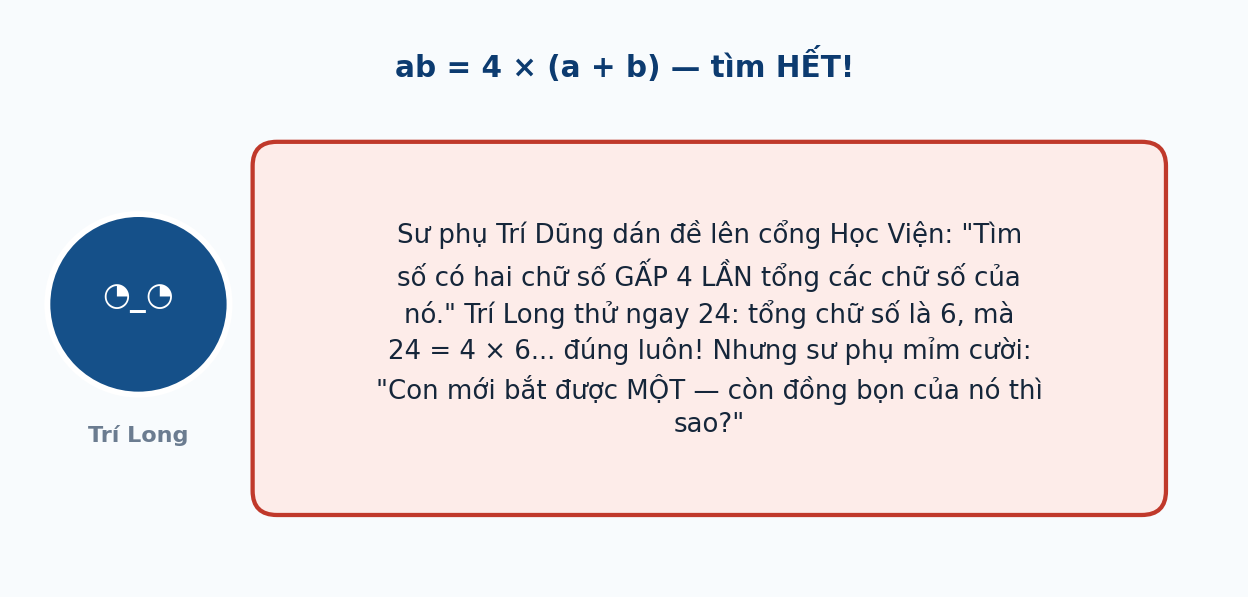 ab = 4 × (a + b) — tìm HẾT!
Sư phụ Trí Dũng dán đề lên cổng Học Viện: "Tìm
số có hai chữ số GẤP 4 LẦN tổng các chữ số của
nó." Trí Long thử ngay 24: tổng chữ số là 6, mà
24 = 4 × 6... đúng luôn! Nhưng sư phụ mỉm cười:
"Con mới bắt được MỘT — còn đồng bọn của nó thì
sao?"
◔_◔
Trí Long